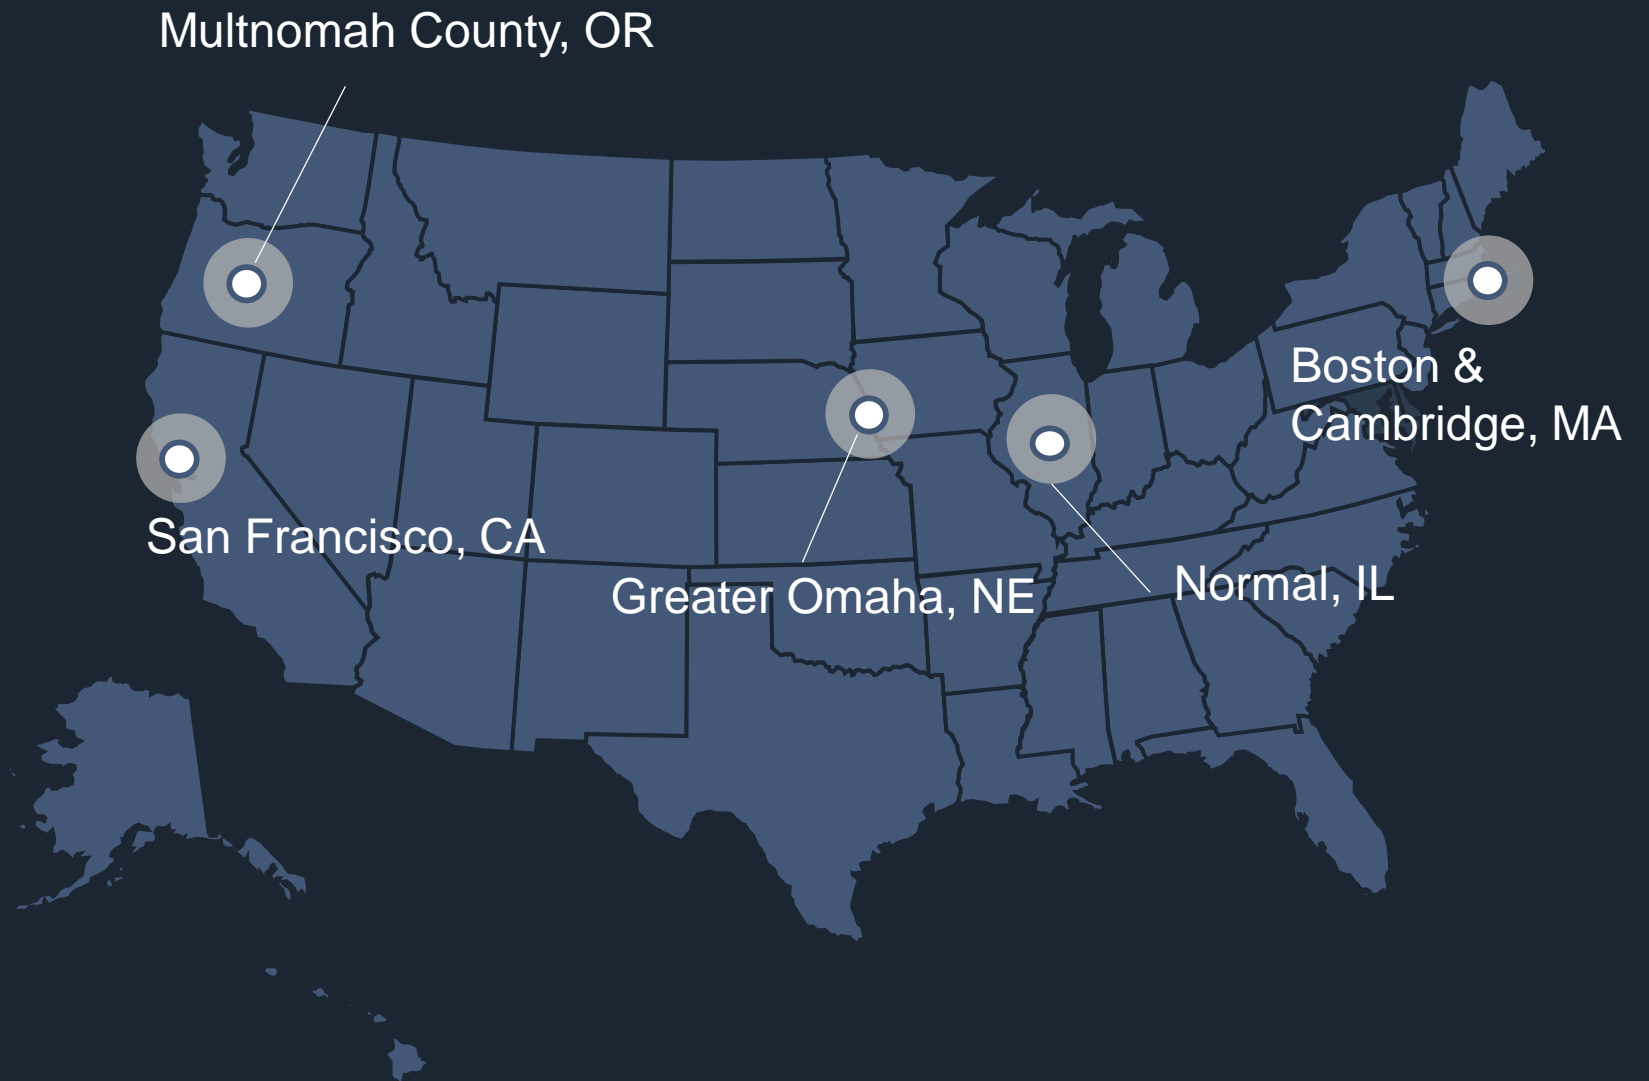 Multnomah County, OR
Boston &
Cambridge, MA
San Francisco, CA
Greater Omaha, NE
Normal, IL